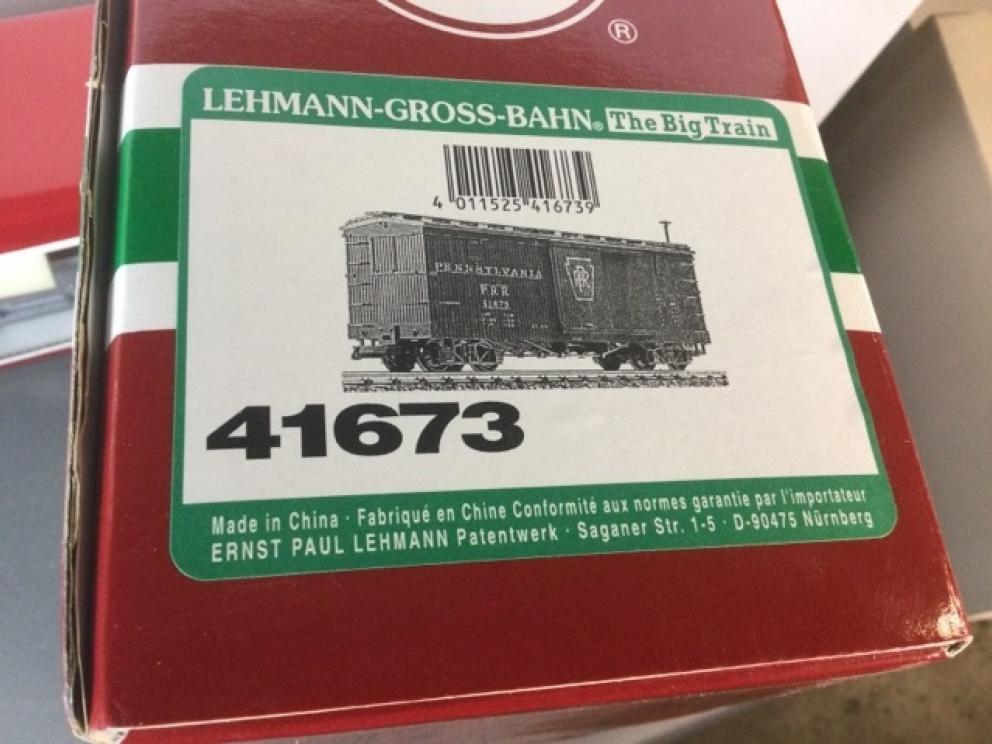 ®
LEHMANN-GROSS-BAHN® The Big Train
4 011525 416739
PENNSYLVANIA
PRR
41673
41673
Made in China · Fabriqué en Chine Conformité aux normes garantie par l'importateur
ERNST PAUL LEHMANN Patentwerk · Saganer Str. 1-5 · D-90475 Nürnberg